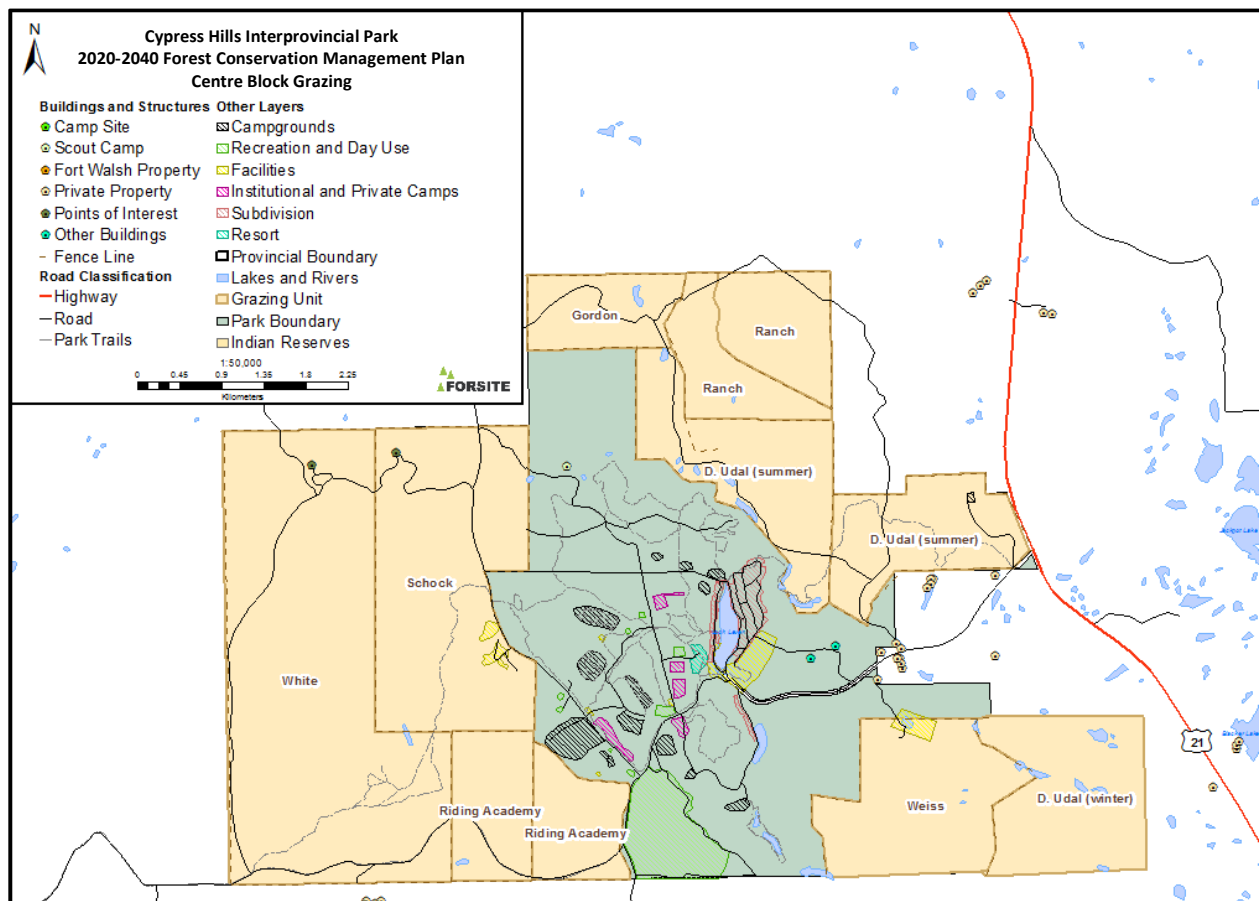 N
Cypress Hills Interprovincial Park
2020-2040 Forest Conservation Management Plan
Centre Block Grazing
Buildings and Structures Other Layers
Camp Site Campgrounds
Scout Camp Recreation and Day Use
Fort Walsh Property Facilities
Private Property Institutional and Private Camps
Points of Interest Subdivision
Other Buildings Resort
Fence Line Provincial Boundary
Road Classification Lakes and Rivers
Highway Grazing Unit
Road Park Boundary
Park Trails Indian Reserves
1:50,000
0 0.45 0.9 1.35 1.8 2.25
Kilometers
FORSITE
Gordon
Ranch
Ranch
D. Udal (summer)
D. Udal (summer)
Schock
White
21
D. Udal (winter)
Weiss
Riding Academy
Riding Academy